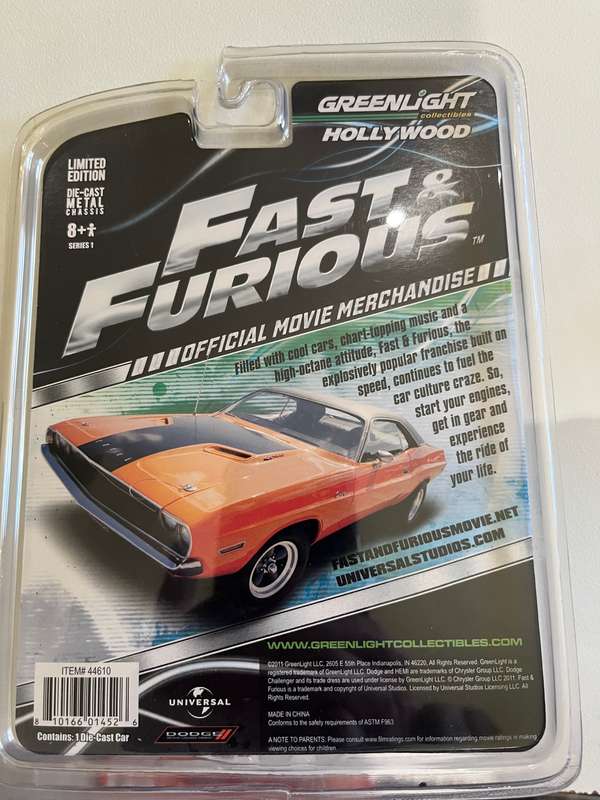 GREENLIGHT
collectibles
HOLLYWOOD
LIMITED
EDITION
DIE-CAST
METAL
CHASSIS
8+
SERIES 1
FAST &
FURIOUS TM
OFFICIAL MOVIE MERCHANDISE
Filled with cool cars, chart-topping music and a
high-octane attitude, Fast & Furious, the
explosively popular franchise built on
speed, continues to fuel the
car culture craze. So,
start your engines,
get in gear and
experience
the ride of
your life.
FASTANDFURIOUSMOVIE.NET
UNIVERSALSTUDIOS.COM
WWW.GREENLIGHTCOLLECTIBLES.COM
©2011 GreenLight LLC, 2605 E 55th Place Indianapolis, IN 46220, All Rights Reserved. GreenLight is a
registered trademark of GreenLight LLC. Dodge and HEMI are trademarks of Chrysler Group LLC. Dodge
Challenger and its trade dress are used under license by GreenLight LLC. © Chrysler Group LLC 2011. Fast &
Furious is a trademark and copyright of Universal Studios. Licensed by Universal Studios Licensing LLC. All
Rights Reserved.
MADE IN CHINA
Conforms to the safety requirements of ASTM F963
A NOTE TO PARENTS: Please consult www.filmratings.com for information regarding movie ratings in making
viewing choices for children.
ITEM# 44610
8 10166 01452 6
Contains: 1 Die-Cast Car
UNIVERSAL
DODGE